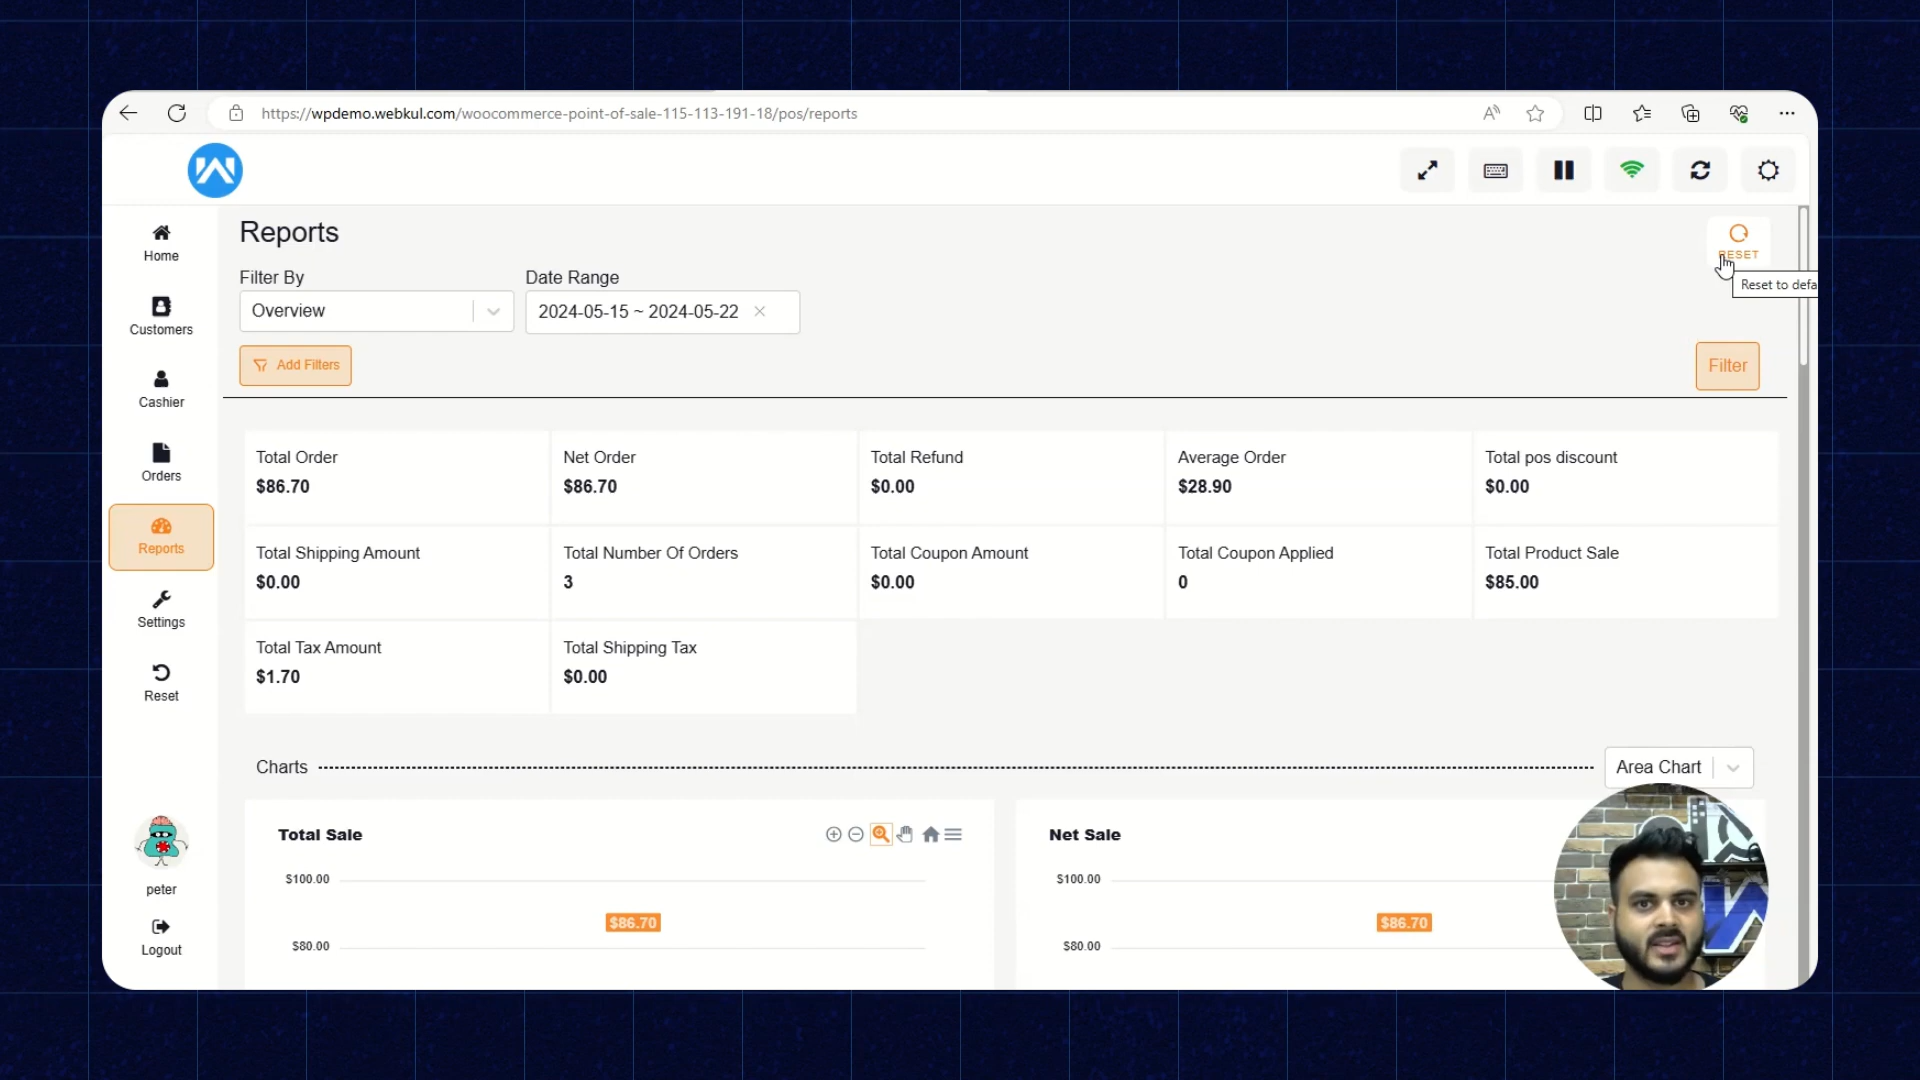 https://wpdemo.webkul.com/woocommerce-point-of-sale-115-113-191-18/pos/reports
Home
Customers
Cashier
Orders
Reports
Settings
Reset
peter
Logout
Reports
RESET
Reset to defa
Filter By
Date Range
Overview
2024-05-15 ~ 2024-05-22
Add Filters
Filter
Total Order
$86.70
Net Order
$86.70
Total Refund
$0.00
Average Order
$28.90
Total pos discount
$0.00
Total Shipping Amount
$0.00
Total Number Of Orders
3
Total Coupon Amount
$0.00
Total Coupon Applied
0
Total Product Sale
$85.00
Total Tax Amount
$1.70
Total Shipping Tax
$0.00
Charts
Area Chart
Total Sale
$100.00
$86.70
$80.00
Net Sale
$100.00
$86.70
$80.00